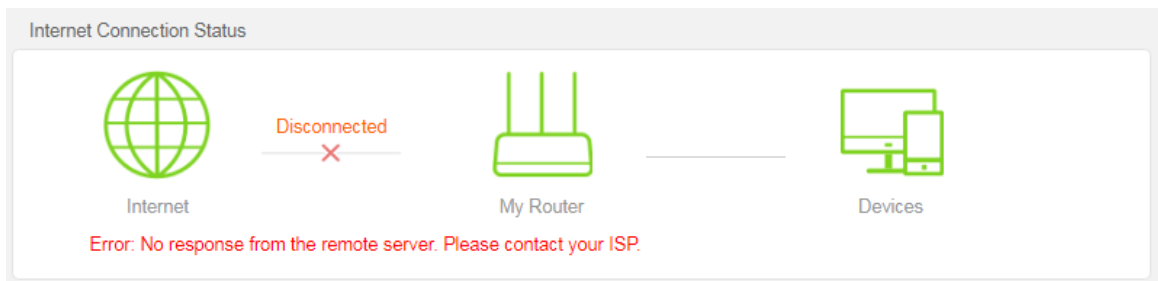 Internet Connection Status
Disconnected
Internet
My Router
Devices
Error: No response from the remote server. Please contact your ISP.